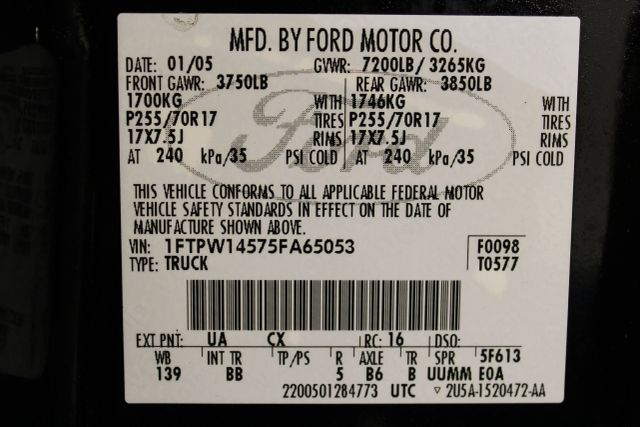 MFD. BY FORD MOTOR CO.
DATE: 01/05 GVWR: 7200LB / 3265KG
FRONT GAWR: 3750LB REAR GAWR: 3850LB
1700KG WITH 1746KG WITH
P255/70R17 TIRES P255/70R17 TIRES
17X7.5J RIMS 17X7.5J RIMS
AT 240 kPa/35 PSI COLD AT 240 kPa/35 PSI COLD
Ford
THIS VEHICLE CONFORMS TO ALL APPLICABLE FEDERAL MOTOR
VEHICLE SAFETY STANDARDS IN EFFECT ON THE DATE OF
MANUFACTURE SHOWN ABOVE.
VIN: 1FTPW14575FA65053 F0098
TYPE: TRUCK T0577
EXT PNT: UA CX RC: 16 DSO:
WB INT TR TP/PS R AXLE TR SPR 5F613
139 BB 5 B6 B UUMM E0A
2200501284773 UTC ▽ 2U5A-1520472-AA